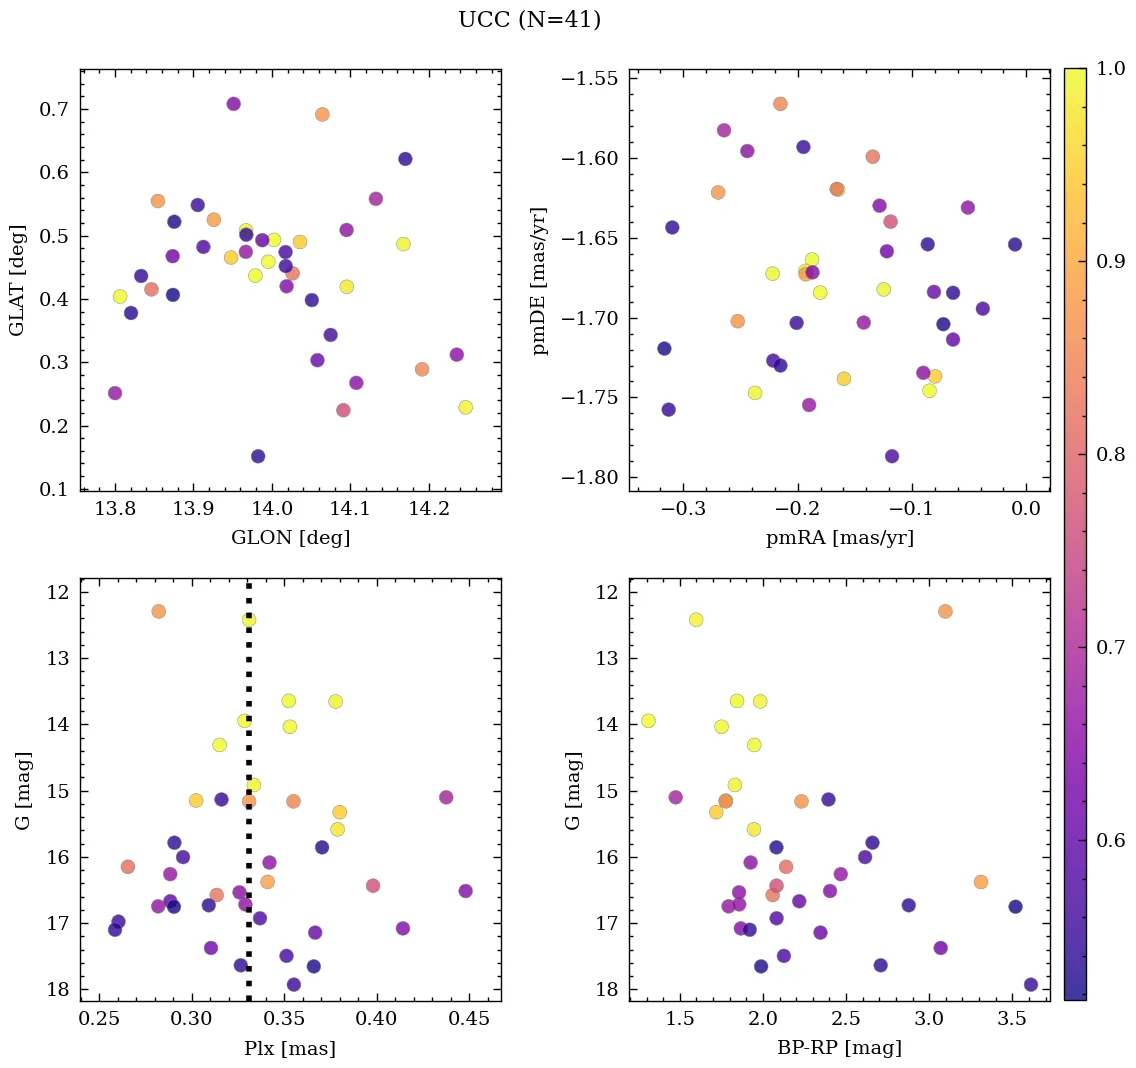 UCC (N=41)
0.7
0.6
0.5
0.4
0.3
0.2
0.1
GLAT [deg]
13.8 13.9 14.0 14.1 14.2
GLON [deg]
−1.55
−1.60
−1.65
−1.70
−1.75
−1.80
pmDE [mas/yr]
−0.3 −0.2 −0.1 0.0
pmRA [mas/yr]
1.0
0.9
0.8
0.7
0.6
12
13
14
15
16
17
18
G [mag]
0.25 0.30 0.35 0.40 0.45
Plx [mas]
12
13
14
15
16
17
18
G [mag]
1.5 2.0 2.5 3.0 3.5
BP-RP [mag]